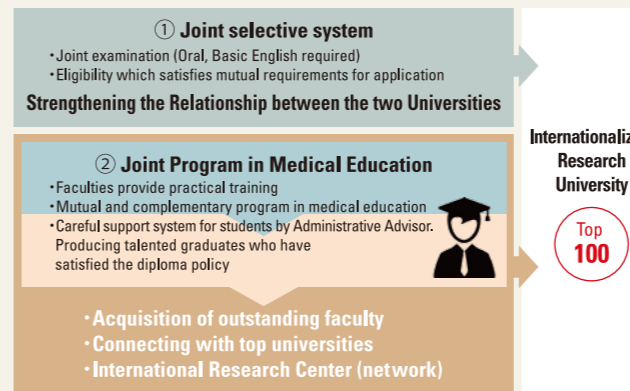 ① Joint selective system
・Joint examination (Oral, Basic English required)
・Eligibility which satisfies mutual requirements for application
Strengthening the Relationship between the two Universities
② Joint Program in Medical Education
・Faculties provide practical training
・Mutual and complementary program in medical education
・Careful support system for students by Administrative Advisor.
Producing talented graduates who have
satisfied the diploma policy
・Acquisition of outstanding faculty
・Connecting with top universities
・International Research Center (network)
Research
University
Top
100